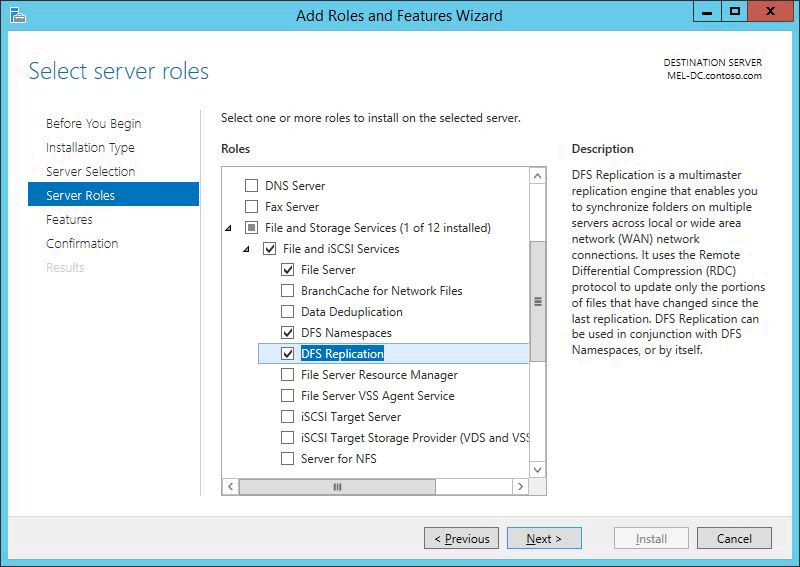 Add Roles and Features Wizard
Select server roles
DESTINATION SERVER
MEL-DC.contoso.com
Before You Begin
Installation Type
Server Selection
Server Roles
Features
Confirmation
Results
Select one or more roles to install on the selected server.
Roles
DNS Server
Fax Server
File and Storage Services (1 of 12 installed)
File and iSCSI Services
File Server
BranchCache for Network Files
Data Deduplication
DFS Namespaces
DFS Replication
File Server Resource Manager
File Server VSS Agent Service
iSCSI Target Server
iSCSI Target Storage Provider (VDS and VSS
Server for NFS
Description
DFS Replication is a multimaster
replication engine that enables you
to synchronize folders on multiple
servers across local or wide area
network (WAN) network
connections. It uses the Remote
Differential Compression (RDC)
protocol to update only the portions
of files that have changed since the
last replication. DFS Replication can
be used in conjunction with DFS
Namespaces, or by itself.
< Previous
Next >
Install
Cancel